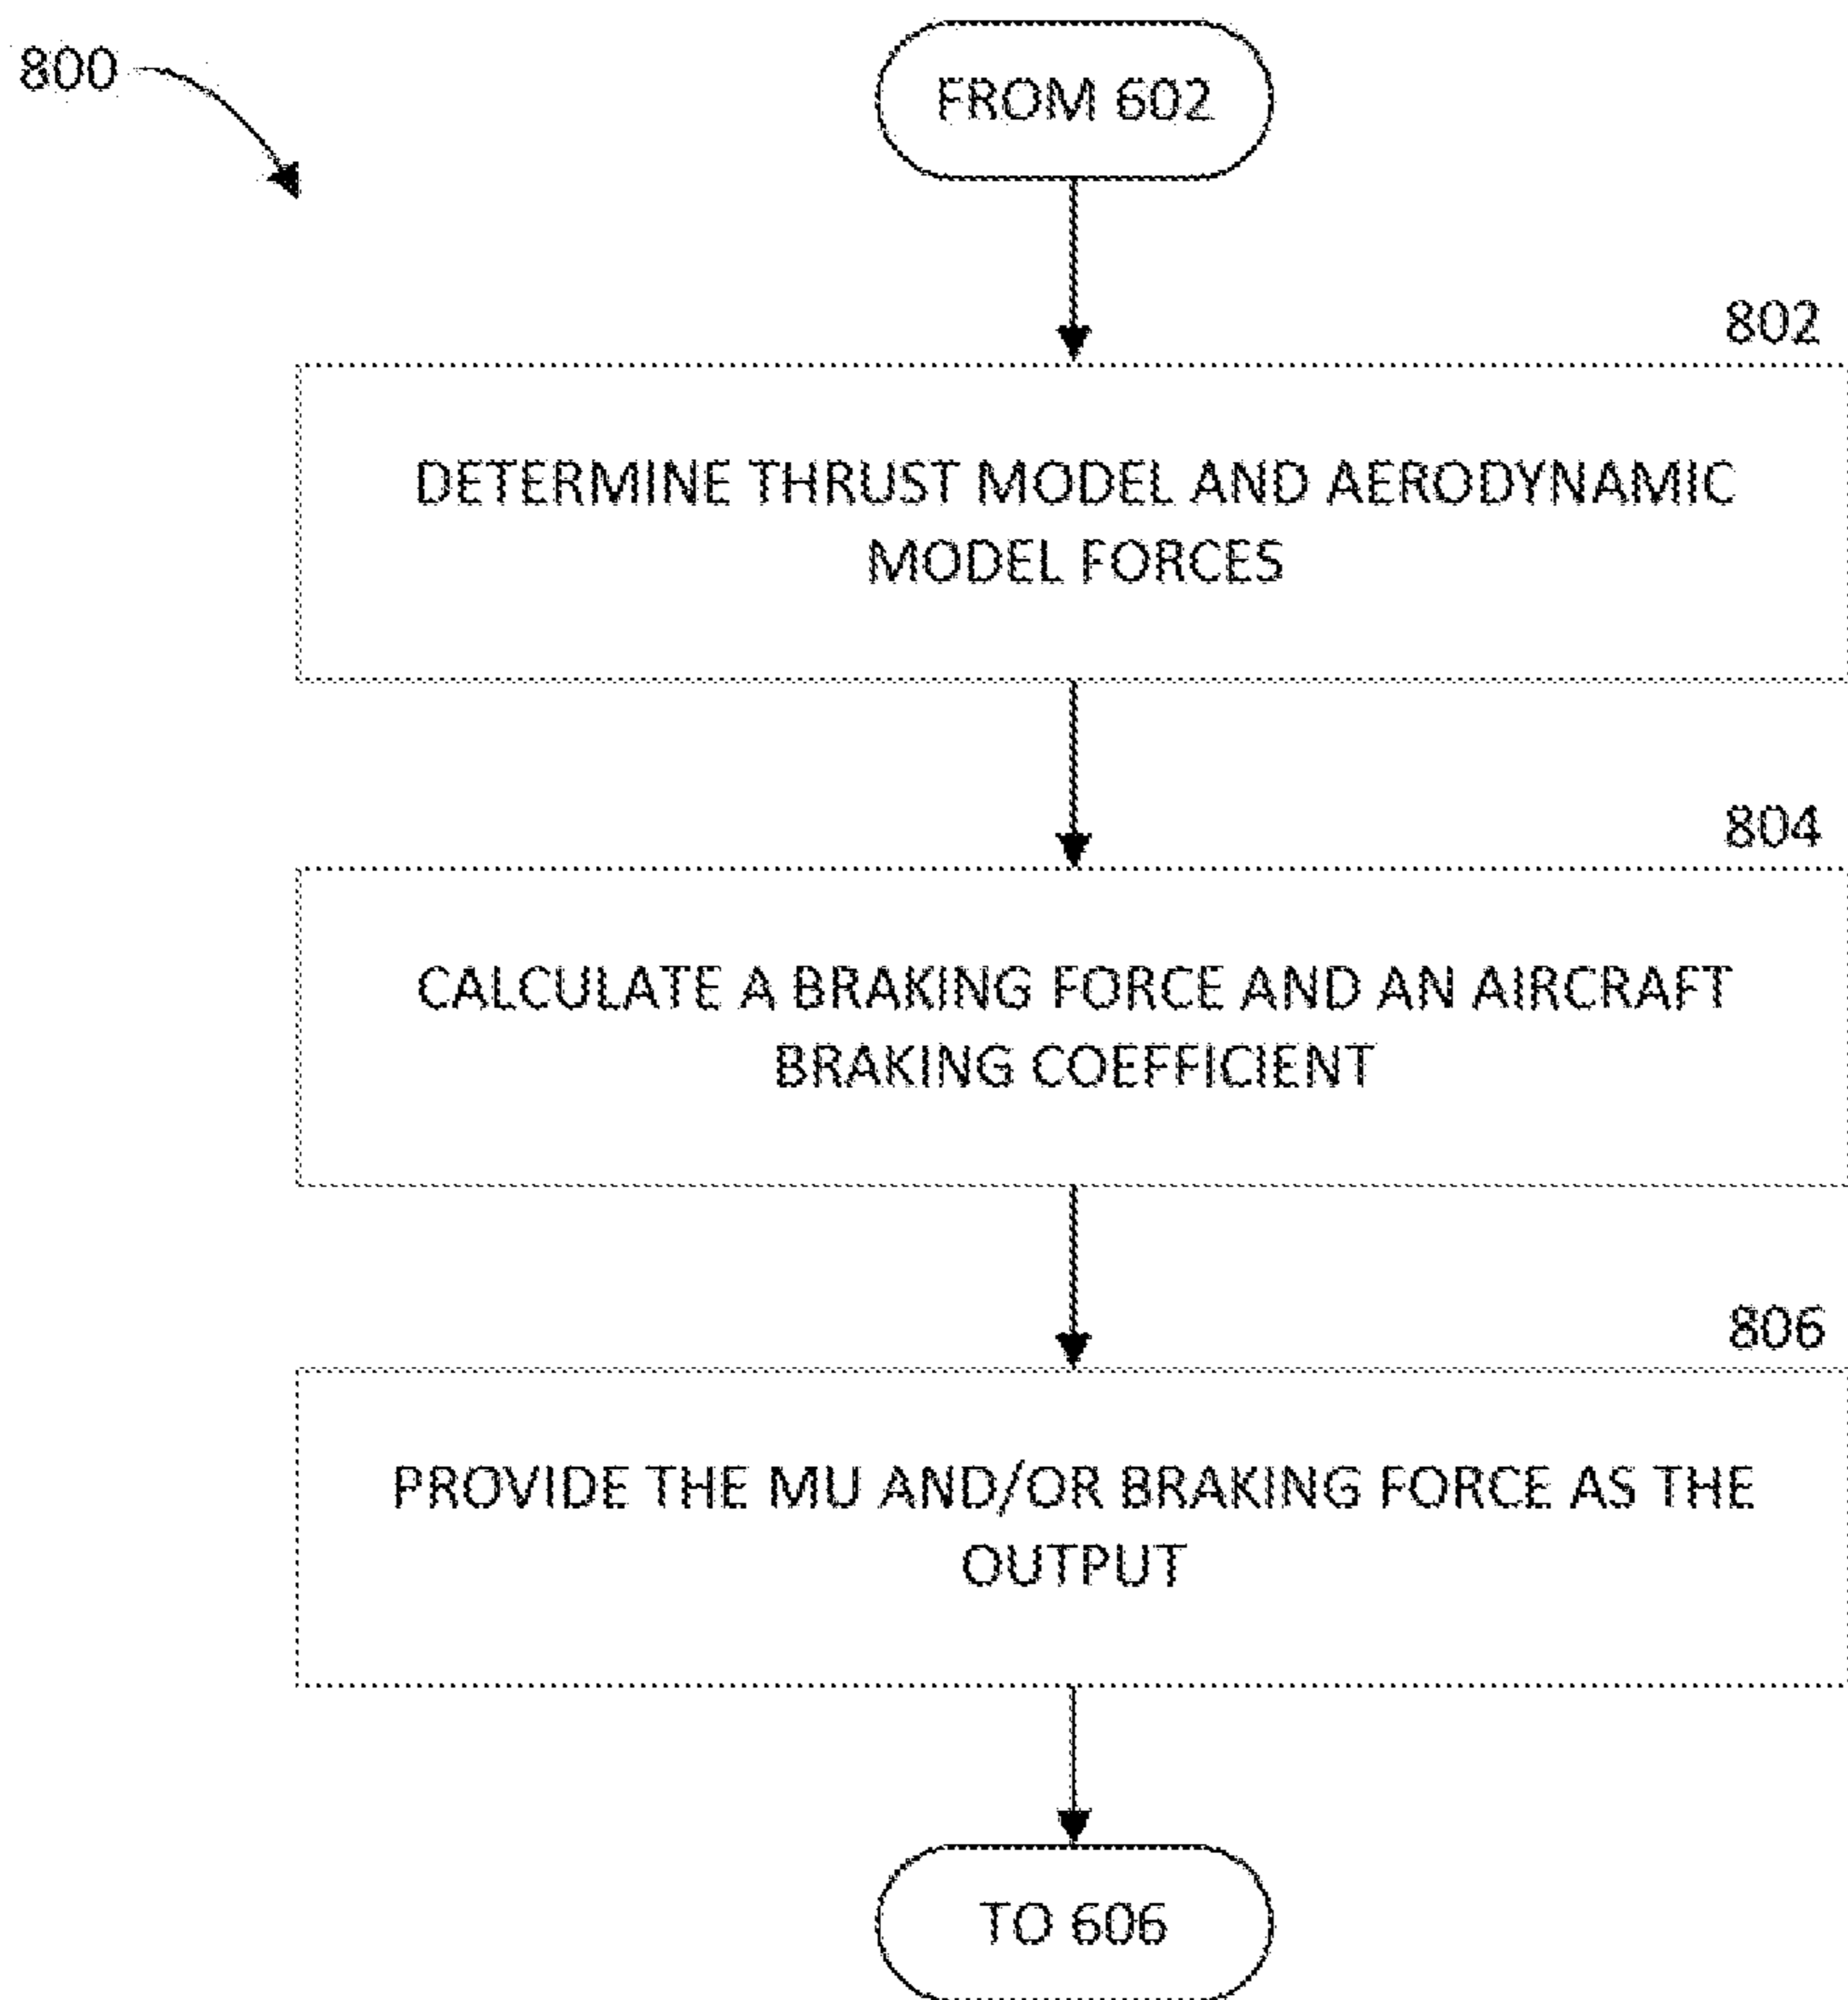 800
FROM 602
802
DETERMINE THRUST MODEL AND AERODYNAMIC
MODEL FORCES
804
CALCULATE A BRAKING FORCE AND AN AIRCRAFT
BRAKING COEFFICIENT
806
PROVIDE THE MU AND/OR BRAKING FORCE AS THE
OUTPUT
TO 606